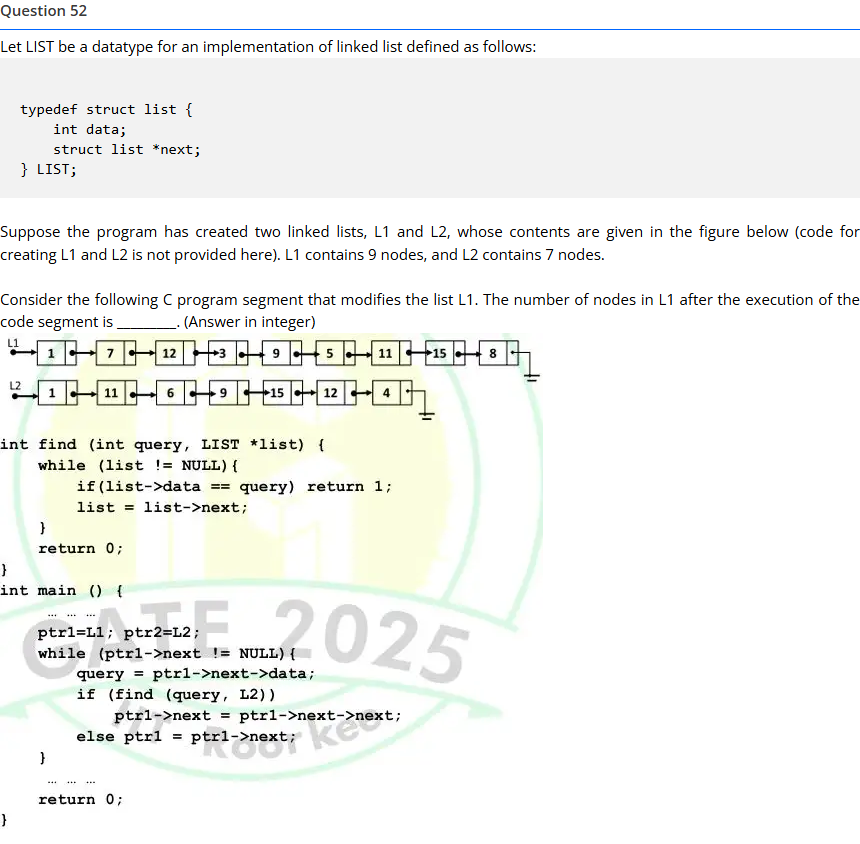 Question 52
Let LIST be a datatype for an implementation of linked list defined as follows:
typedef struct list {
int data;
struct list *next;
} LIST;
Suppose the program has created two linked lists, L1 and L2, whose contents are given in the figure below (code for
creating L1 and L2 is not provided here). L1 contains 9 nodes, and L2 contains 7 nodes.
Consider the following C program segment that modifies the list L1. The number of nodes in L1 after the execution of the
code segment is ________. (Answer in integer)
L1 1 7 12 3 9 5 11 15 8
L2 1 11 6 9 15 12 4
int find (int query, LIST *list) {
while (list != NULL){
if(list->data == query) return 1;
list = list->next;
}
return 0;
}
int main () {
... ... ...
ptr1=L1; ptr2=L2;
while (ptr1->next != NULL){
query = ptr1->next->data;
if (find (query, L2))
ptr1->next = ptr1->next->next;
else ptr1 = ptr1->next;
}
... ... ...
return 0;
}
GATE 2025
IIT Roorkee